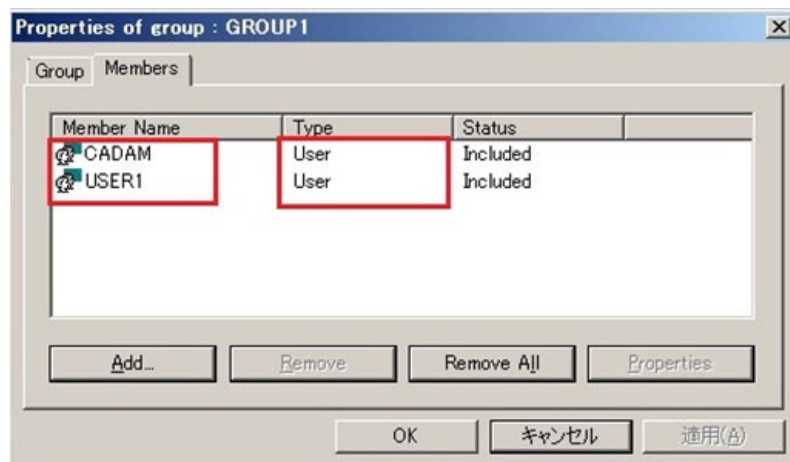 Properties of group : GROUP1
Group Members
Member Name Type Status
CADAM User Included
USER1 User Included
Add... Remove Remove All Properties
OK キャンセル 適用(A)